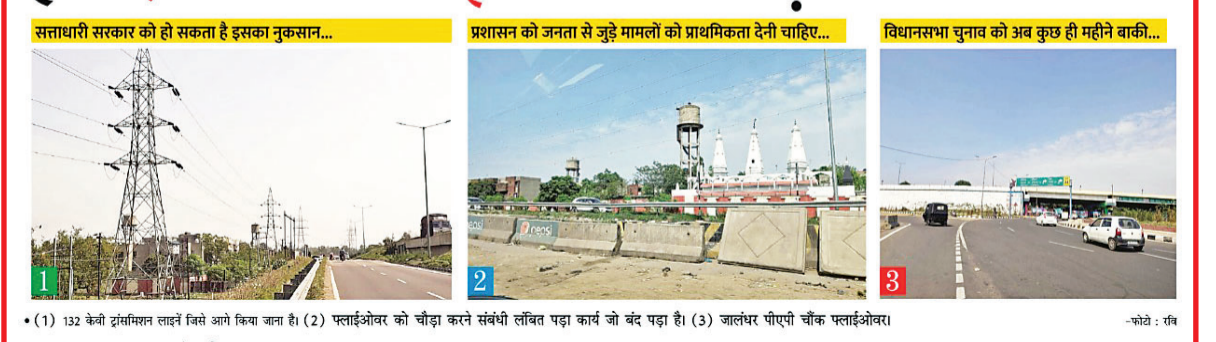 सत्ताधारी सरकार को हो सकता है इसका नुकसान...
प्रशासन को जनता से जुड़े मामलों को प्राथमिकता देनी चाहिए...
विधानसभा चुनाव को अब कुछ ही महीने बाकी...
1
2
3
• (1) 132 केवी ट्रांसमिशन लाइनें जिसे आगे किया जाना है। (2) फ्लाईओवर को चौड़ा करने संबंधी लंबित पड़ा कार्य जो बंद पड़ा है। (3) जालंधर पीएपी चौंक फ्लाईओवर।
-फोटो : रवि